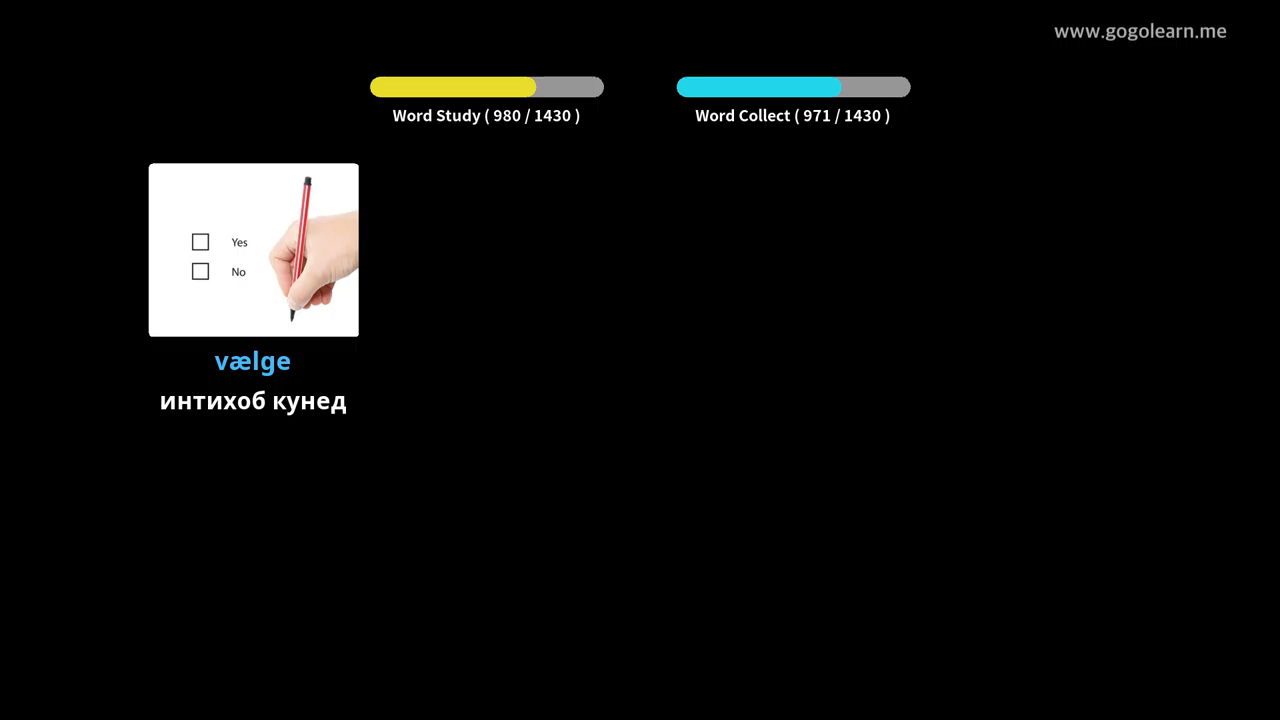 www.gogolearn.me
Word Study ( 980 / 1430 )
Word Collect ( 971 / 1430 )
Yes
No
vælge
интихоб кунед